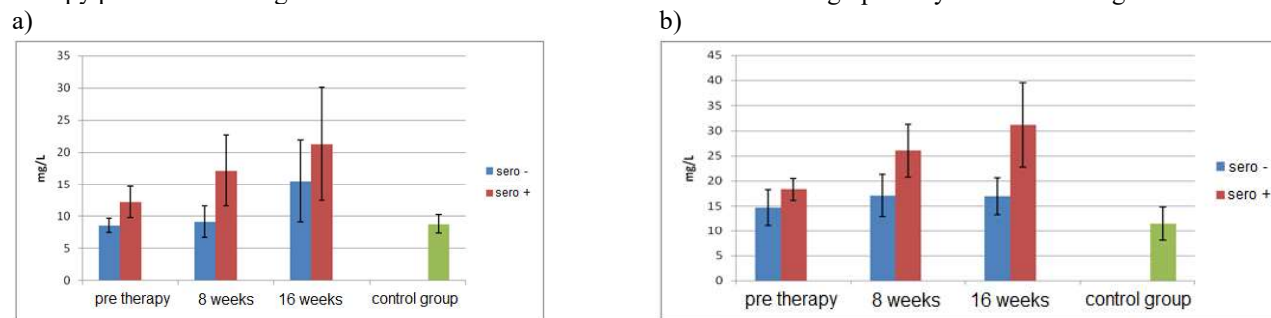 a)
b)
35
30
25
20
15
10
5
0
mg/L
pre therapy
8 weeks
16 weeks
control group
sero -
sero +
45
40
35
30
25
20
15
10
5
0
mg/L
pre therapy
8 weeks
16 weeks
control group
sero -
sero +